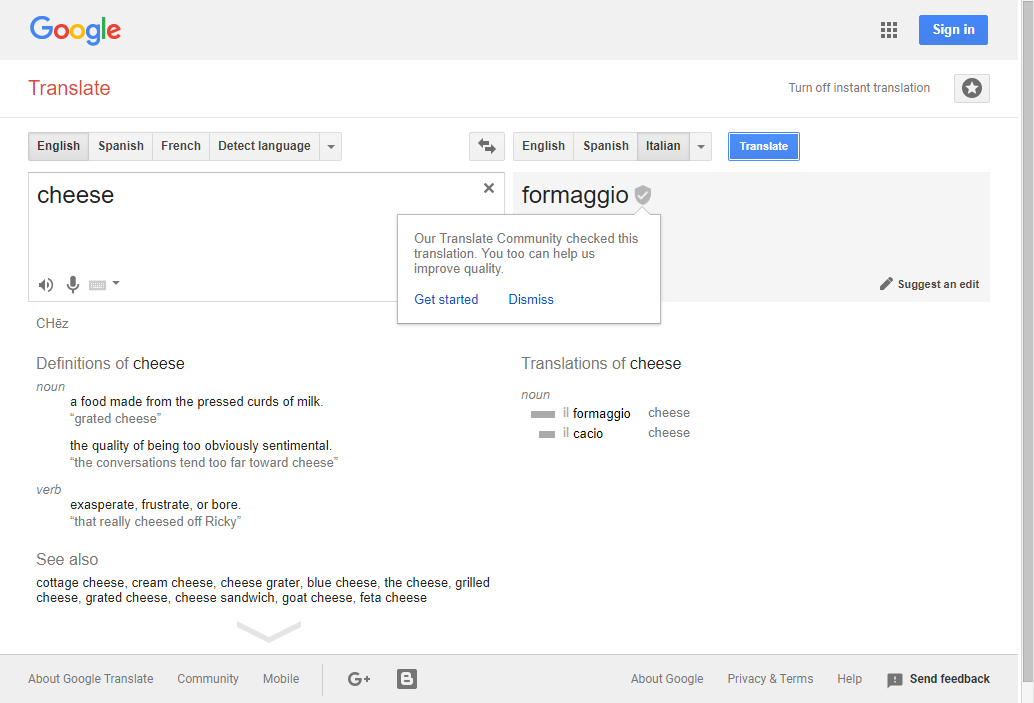 Google
Sign in
Translate
Turn off instant translation
English Spanish French Detect language
English Spanish Italian Translate
cheese
formaggio
Our Translate Community checked this
translation. You too can help us
improve quality.
Get started Dismiss
Suggest an edit
CHēz
Definitions of cheese
noun
a food made from the pressed curds of milk.
“grated cheese”
the quality of being too obviously sentimental.
“the conversations tend too far toward cheese”
verb
exasperate, frustrate, or bore.
“that really cheesed off Ricky”
See also
cottage cheese, cream cheese, cheese grater, blue cheese, the cheese, grilled
cheese, grated cheese, cheese sandwich, goat cheese, feta cheese
Translations of cheese
noun
il formaggio cheese
il cacio cheese
About Google Translate Community Mobile G+ B
About Google Privacy & Terms Help Send feedback